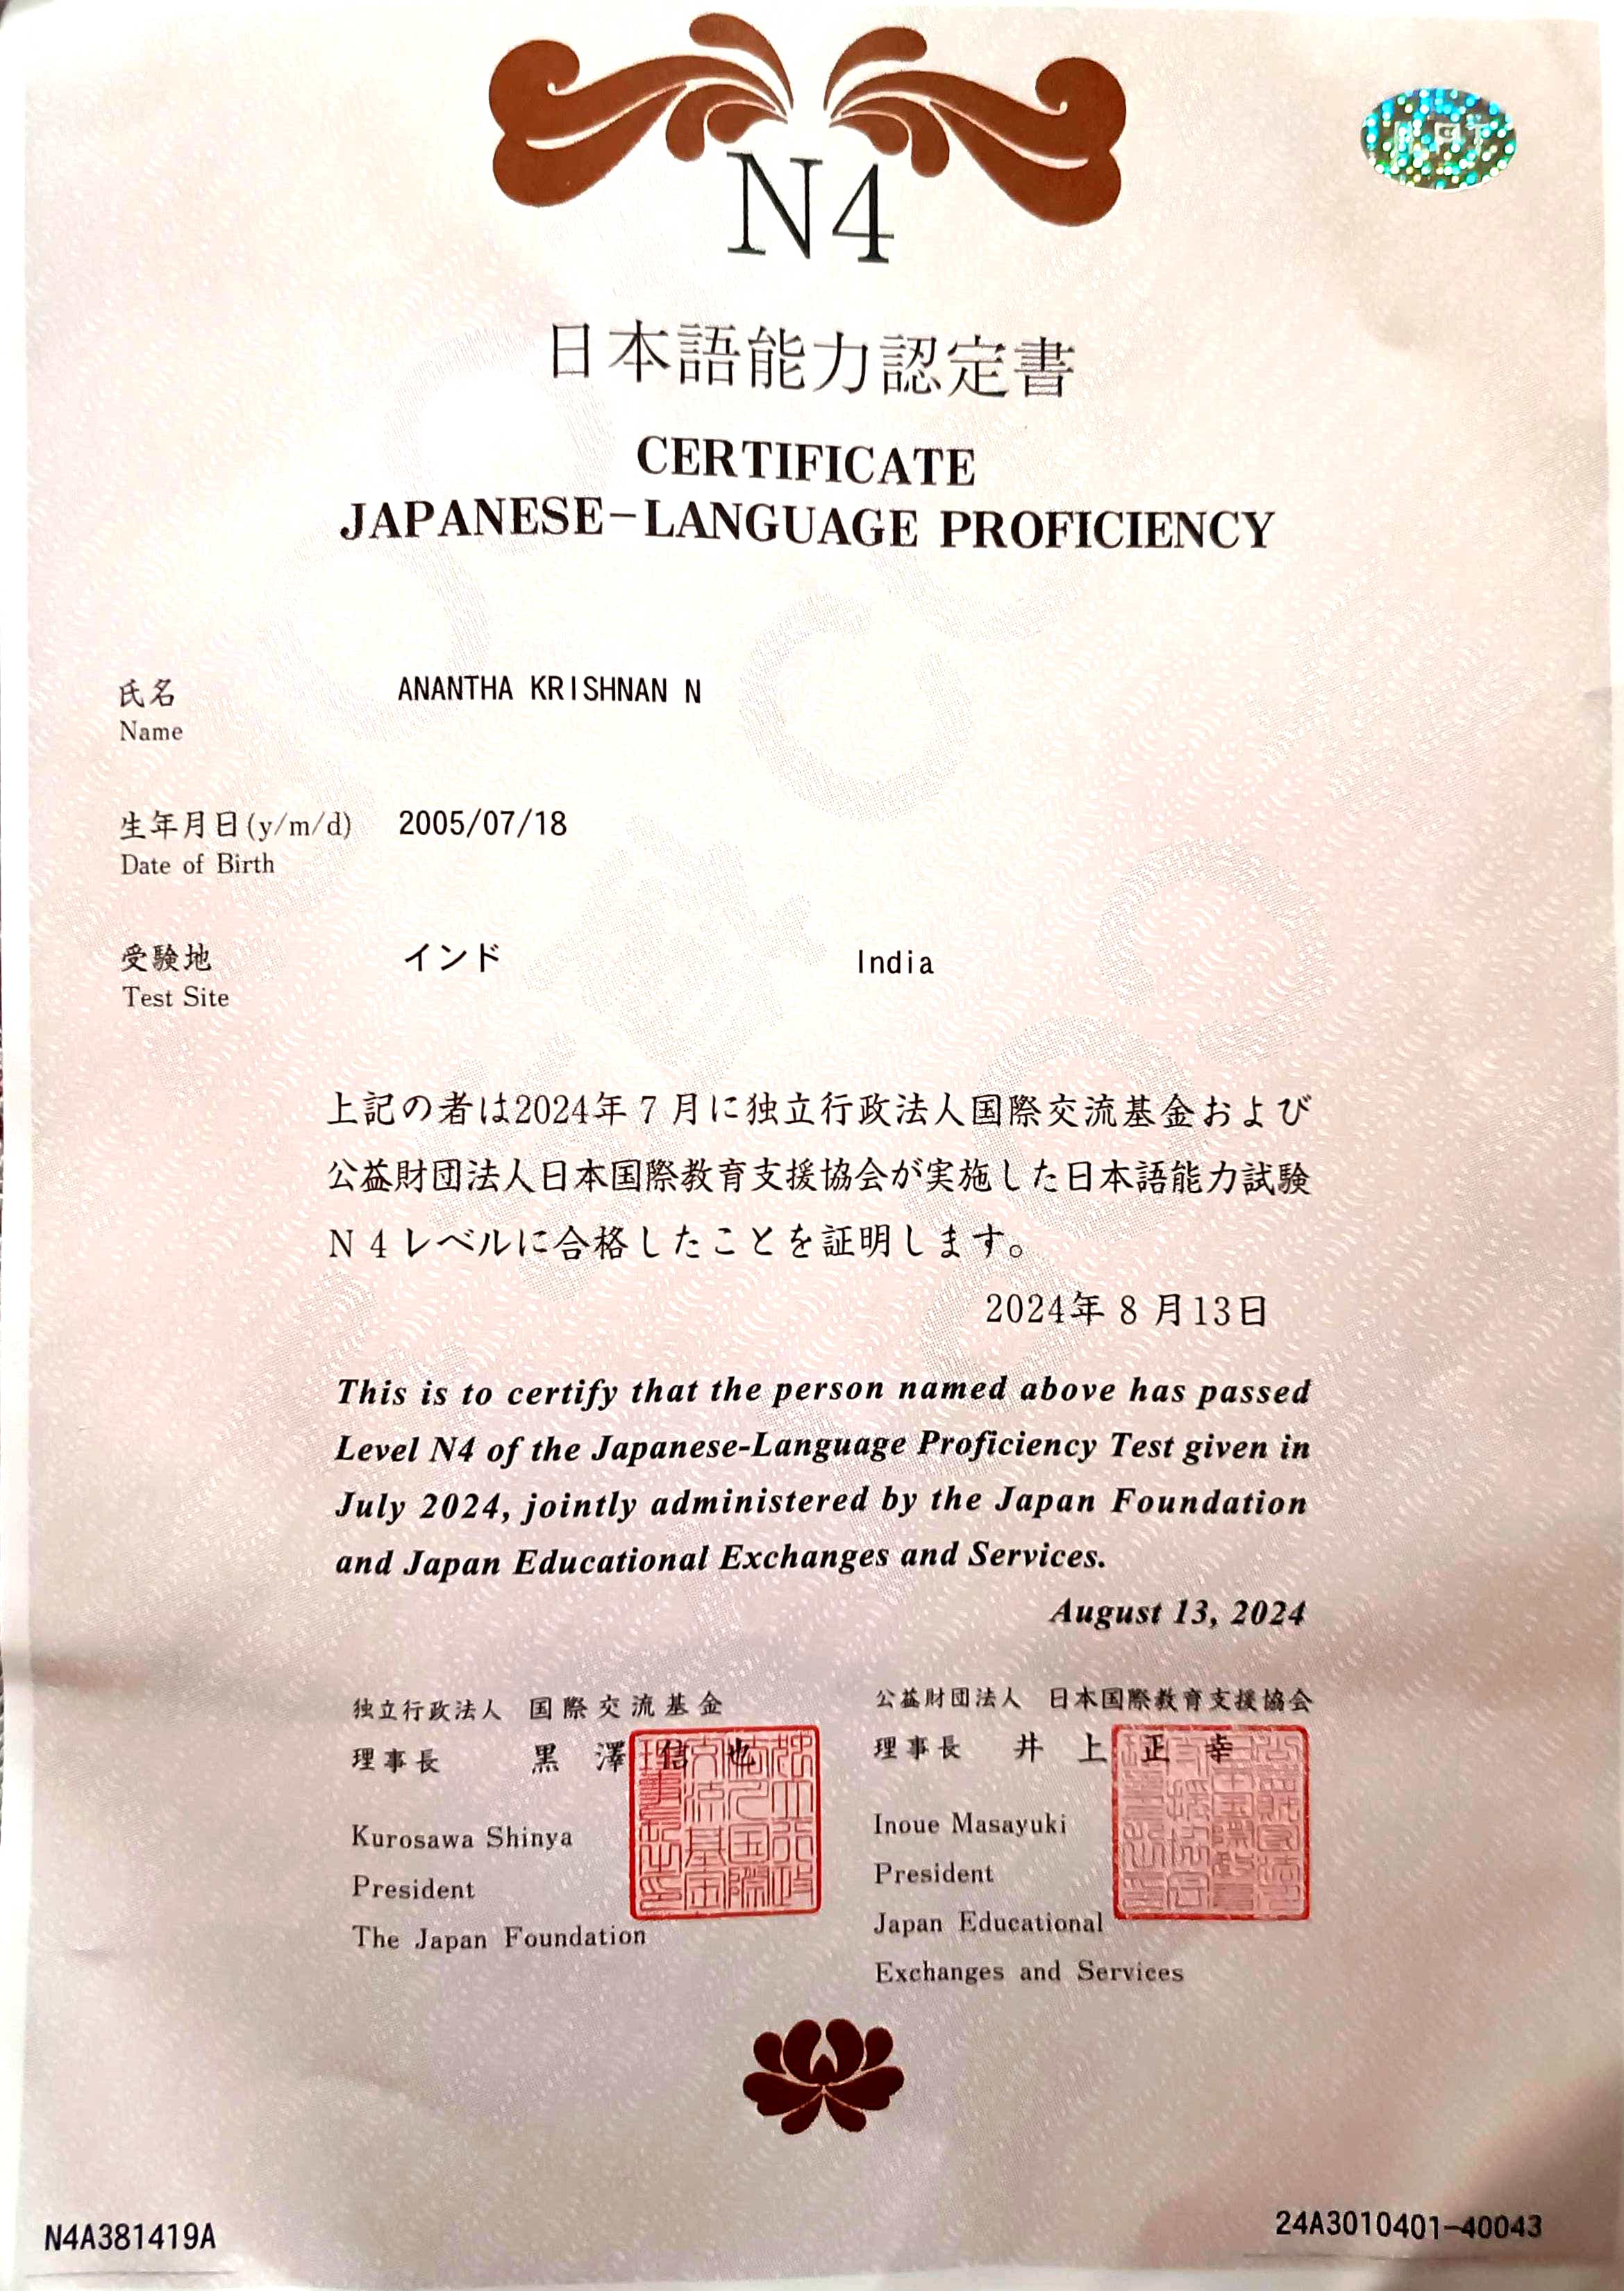 N4
日本語能力認定書
CERTIFICATE
JAPANESE-LANGUAGE PROFICIENCY
氏名 ANANTHA KRISHNAN N
Name
生年月日(y/m/d) 2005/07/18
Date of Birth
受験地 インド India
Test Site
上記の者は2024年7月に独立行政法人国際交流基金および
公益財団法人日本国際教育支援協会が実施した日本語能力試験
N4レベルに合格したことを証明します。
2024年8月13日
This is to certify that the person named above has passed
Level N4 of the Japanese-Language Proficiency Test given in
July 2024, jointly administered by the Japan Foundation
and Japan Educational Exchanges and Services.
August 13, 2024
独立行政法人 国際交流基金
理事長 黒澤信也
Kurosawa Shinya
President
The Japan Foundation
公益財団法人 日本国際教育支援協会
理事長 井上正幸
Inoue Masayuki
President
Japan Educational
Exchanges and Services
N4A381419A
24A3010401-40043